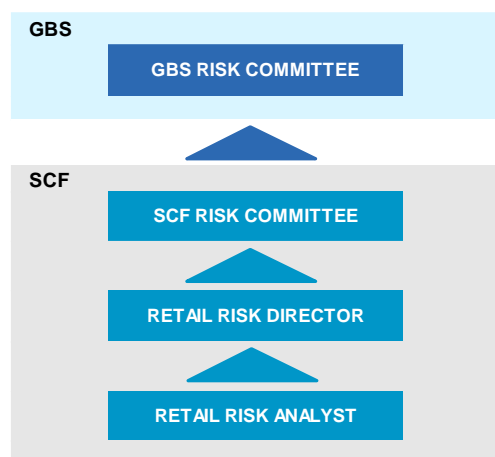 GBS
GBS RISK COMMITTEE
SCF
SCF RISK COMMITTEE
RETAIL RISK DIRECTOR
RETAIL RISK ANALYST